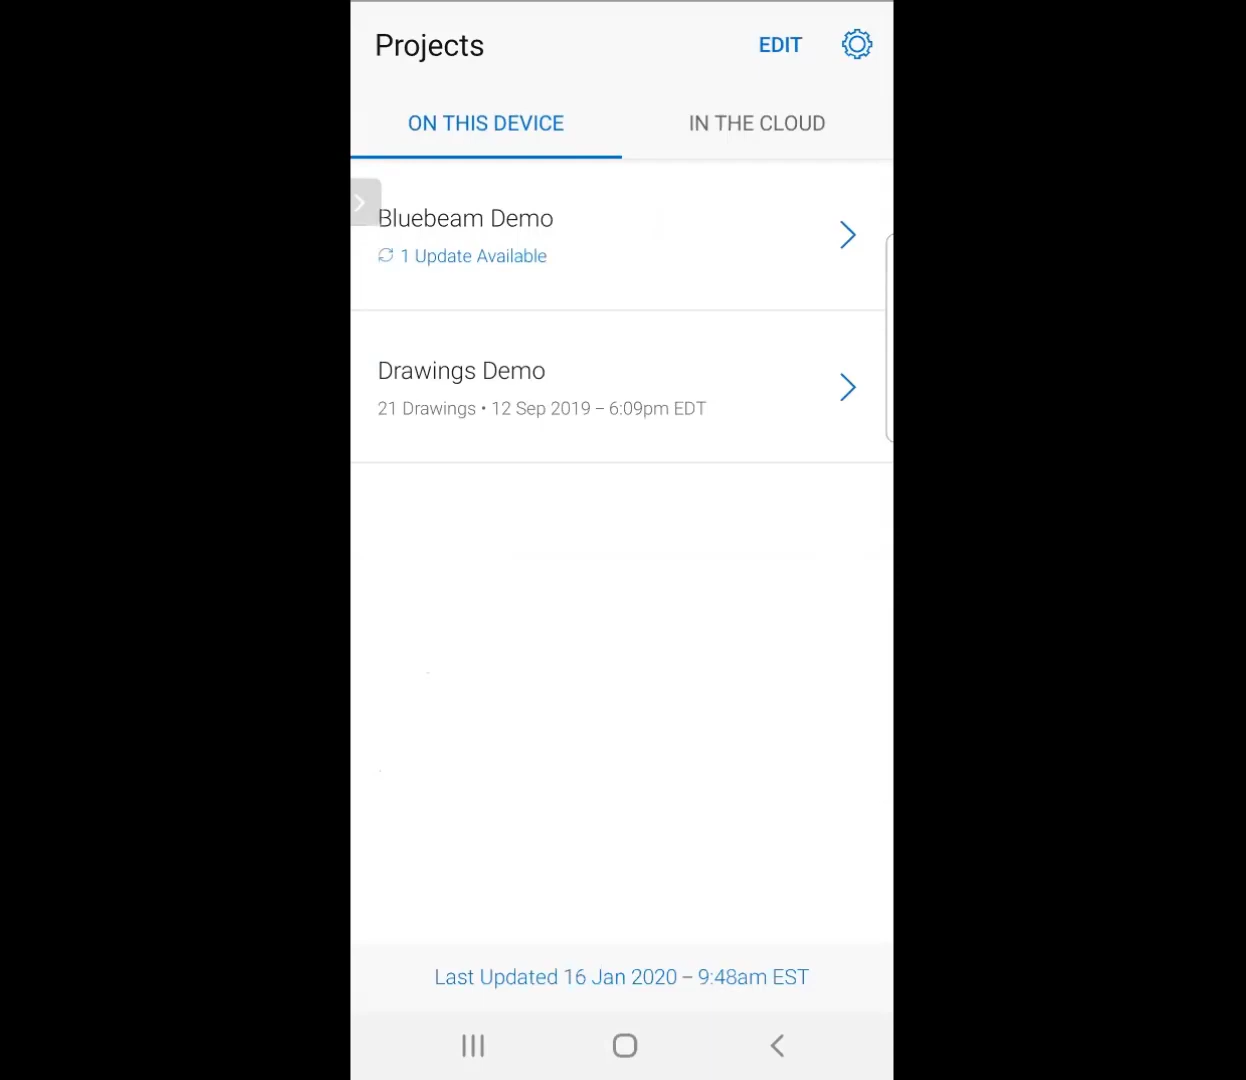 Projects
EDIT
ON THIS DEVICE
IN THE CLOUD
Bluebeam Demo
1 Update Available
Drawings Demo
21 Drawings • 12 Sep 2019 – 6:09pm EDT
Last Updated 16 Jan 2020 – 9:48am EST